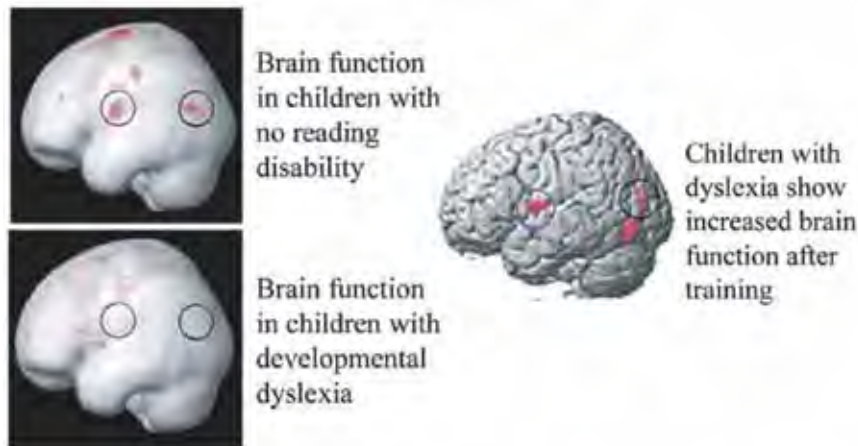 Brain function
in children with
no reading
disability
Brain function
in children with
developmental
dyslexia
Children with
dyslexia show
increased brain
function after
training